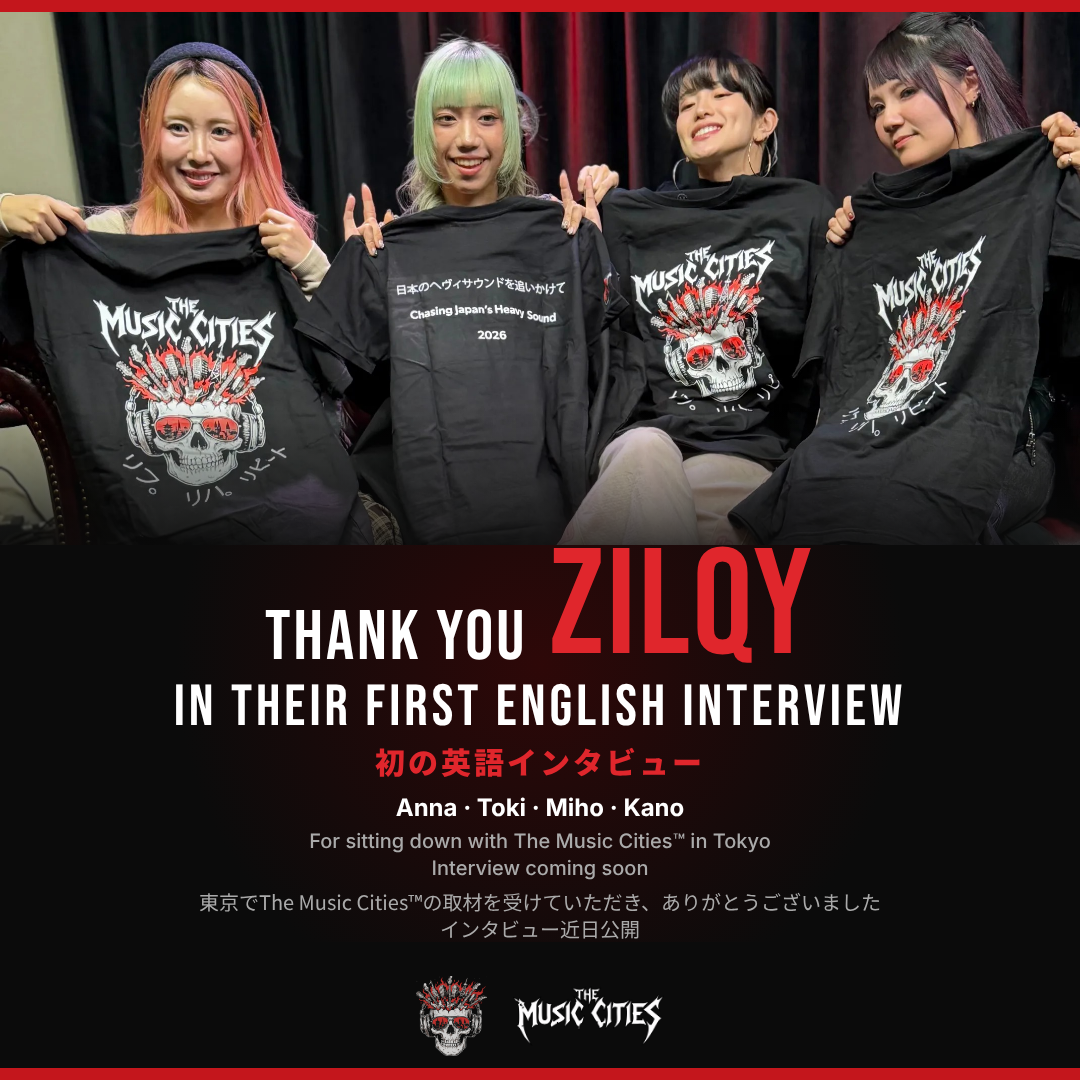 THE
MUSIC CITIES
リフ。 リハ。 リピート
日本のヘヴィサウンドを追いかけて
Chasing Japan's Heavy Sound
2026
THE
MUSIC CITIES
THE
MUSIC CITIES
THANK YOU ZILQY
IN THEIR FIRST ENGLISH INTERVIEW
初の英語インタビュー
Anna · Toki · Miho · Kano
For sitting down with The Music Cities™ in Tokyo
Interview coming soon
東京でThe Music Cities™の取材を受けていただき、ありがとうございました
インタビュー近日公開
THE
MUSIC CITIES